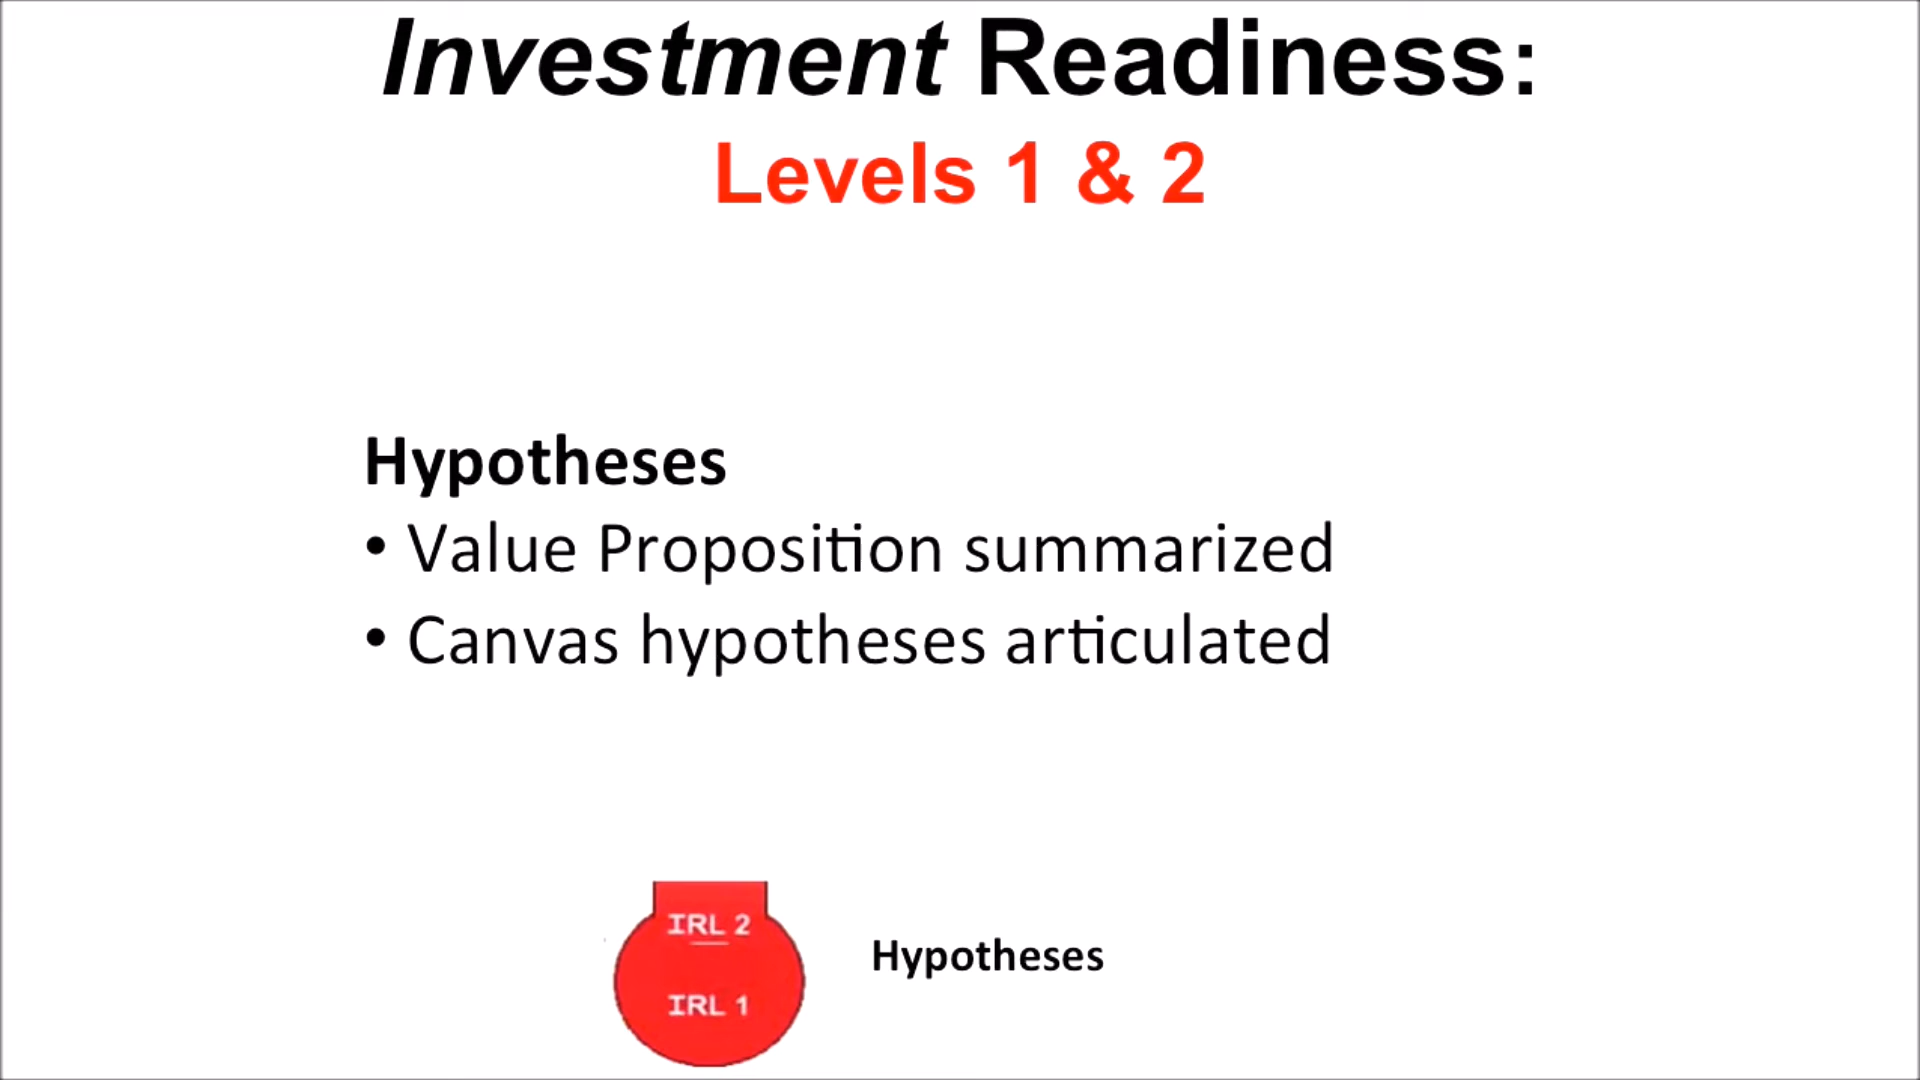 Investment Readiness:
Levels 1 & 2
Hypotheses
• Value Proposition summarized
• Canvas hypotheses articulated
IRL 2
Hypotheses
IRL 1